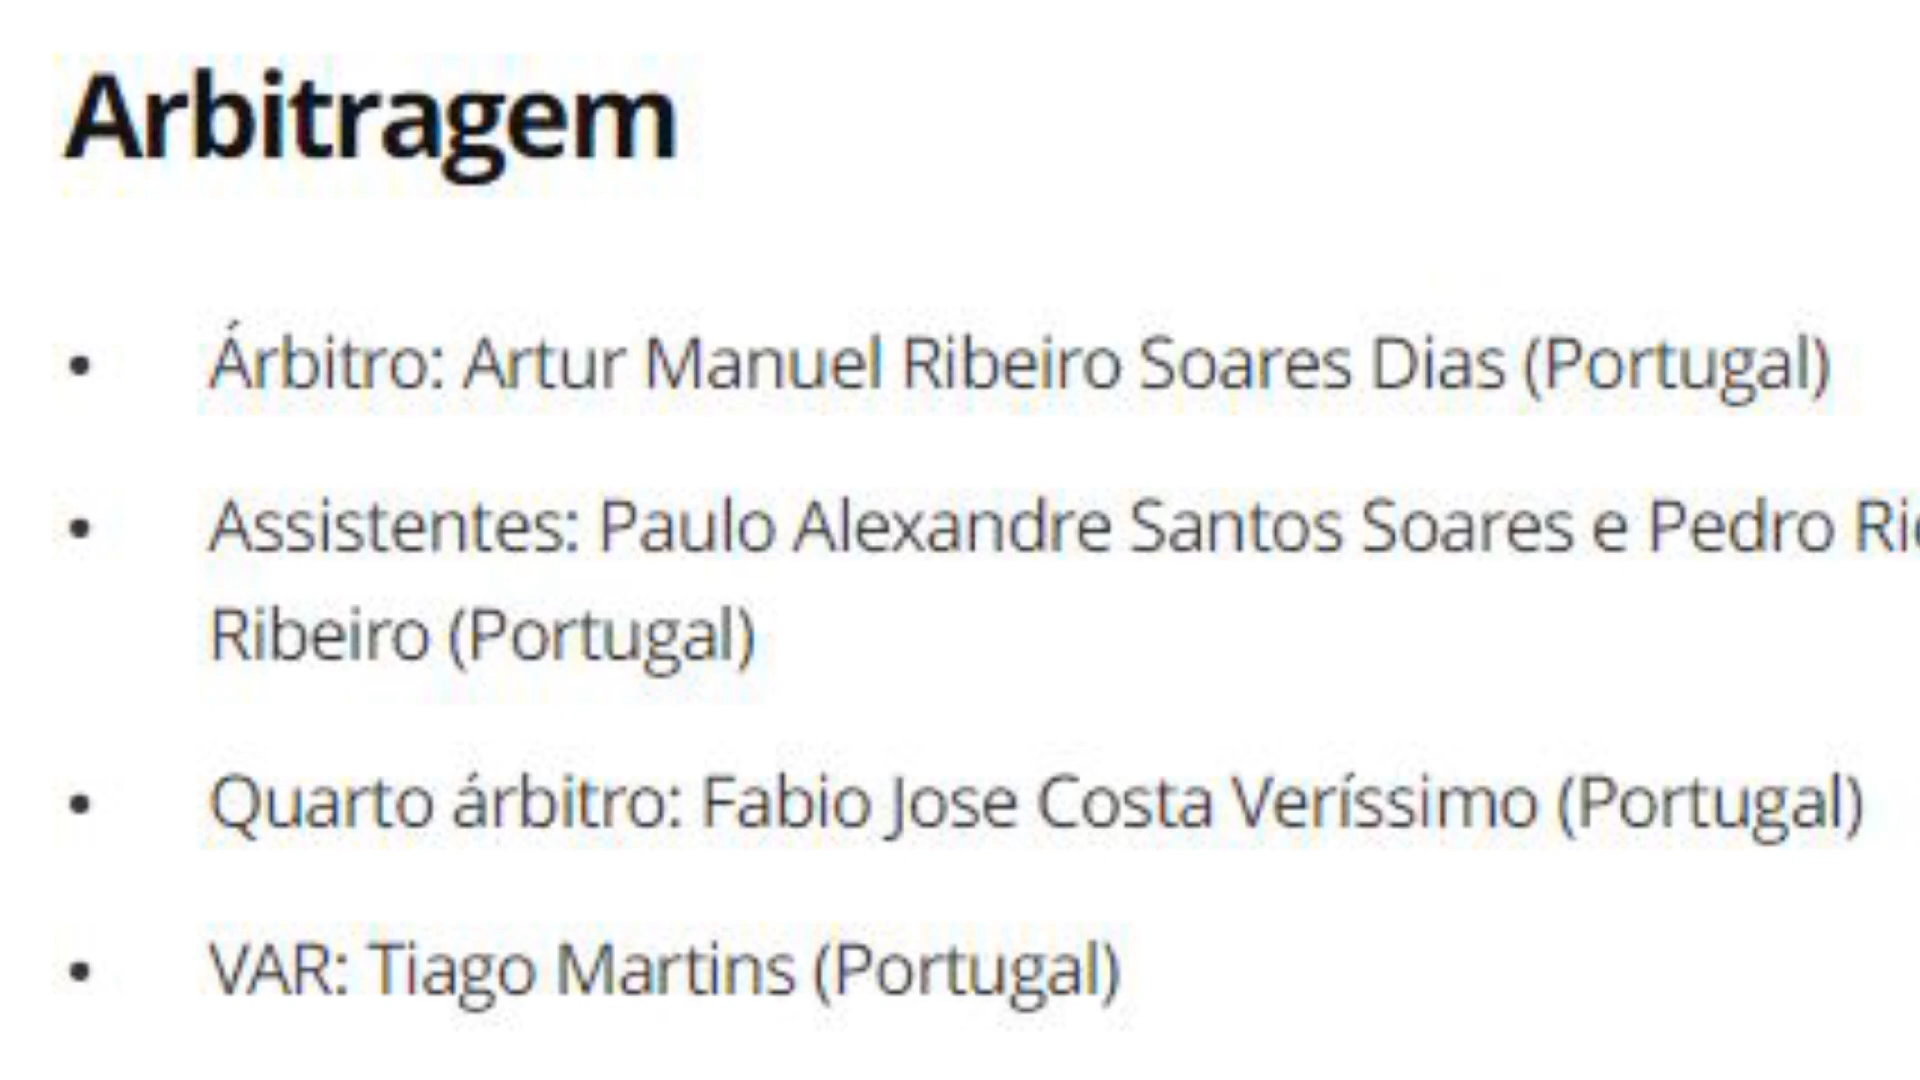 Arbitragem
• Árbitro: Artur Manuel Ribeiro Soares Dias (Portugal)
• Assistentes: Paulo Alexandre Santos Soares e Pedro
Ribeiro (Portugal)
• Quarto árbitro: Fabio Jose Costa Veríssimo (Portugal)
• VAR: Tiago Martins (Portugal)